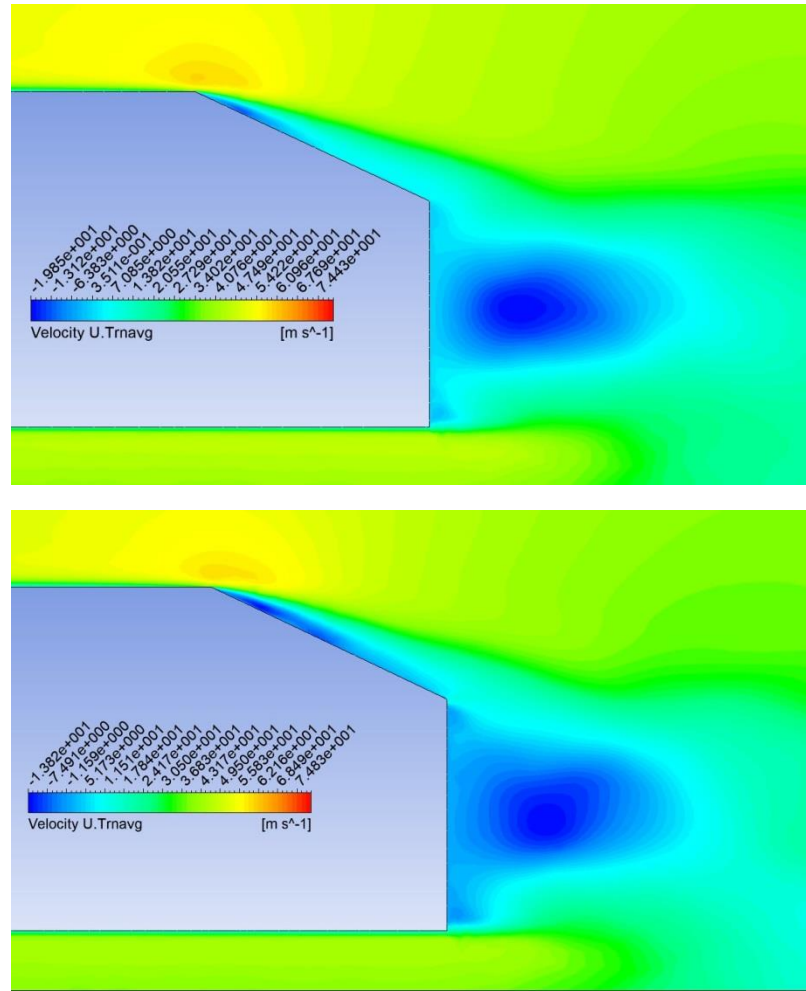 -1.985e+001
-1.312e+001
-6.383e+000
3.511e-001
7.085e+000
1.382e+001
2.055e+001
2.729e+001
3.402e+001
4.076e+001
4.749e+001
5.422e+001
6.096e+001
6.769e+001
7.443e+001
Velocity U.Trnavg [m s^-1]
-1.382e+001
-7.491e+000
-1.159e+000
5.173e+000
1.151e+001
1.784e+001
2.417e+001
3.050e+001
3.683e+001
4.317e+001
4.950e+001
5.583e+001
6.216e+001
6.849e+001
7.483e+001
Velocity U.Trnavg [m s^-1]